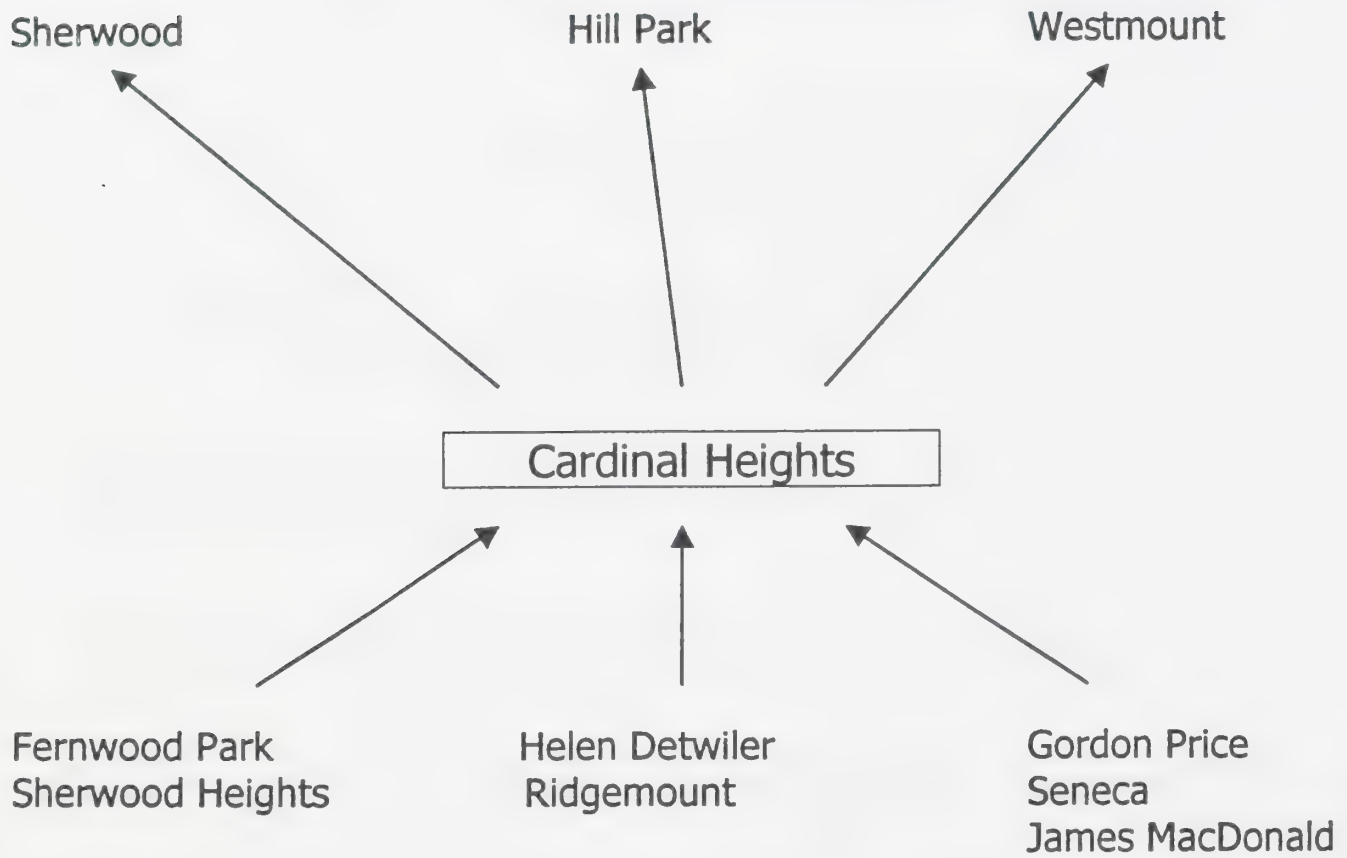 Sherwood
Hill Park
Westmount
Cardinal Heights
Fernwood Park
Sherwood Heights
Helen Detwiler
Ridgemount
Gordon Price
Seneca
James MacDonald